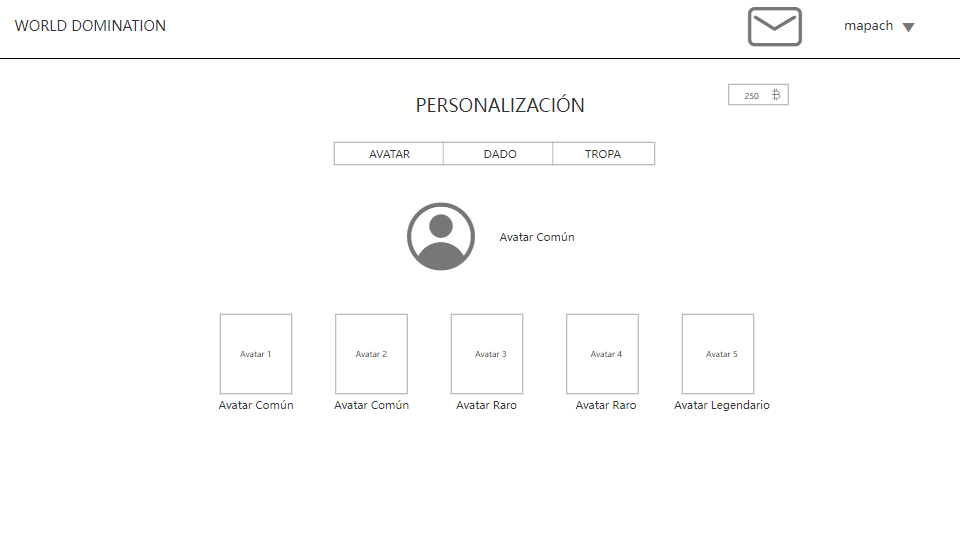 WORLD DOMINATION
mapach
250
PERSONALIZACIÓN
AVATAR DADO TROPA
Avatar Común
Avatar 1 Avatar 2 Avatar 3 Avatar 4 Avatar 5
Avatar Común Avatar Común Avatar Raro Avatar Raro Avatar Legendario